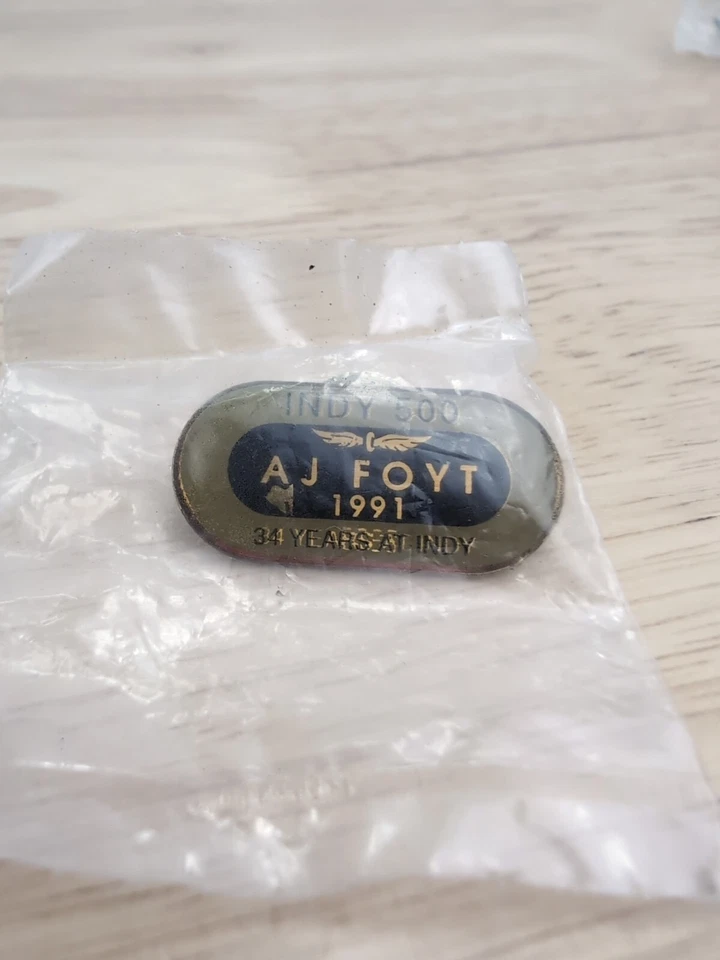 INDY 500
AJ FOYT
1991
34 YEARS AT INDY